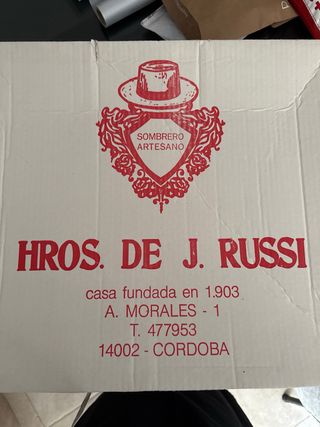 SOMBRERO
ARTESANO
HROS. DE J. RUSSI
casa fundada en 1.903
A. MORALES - 1
T. 477953
14002 - CORDOBA